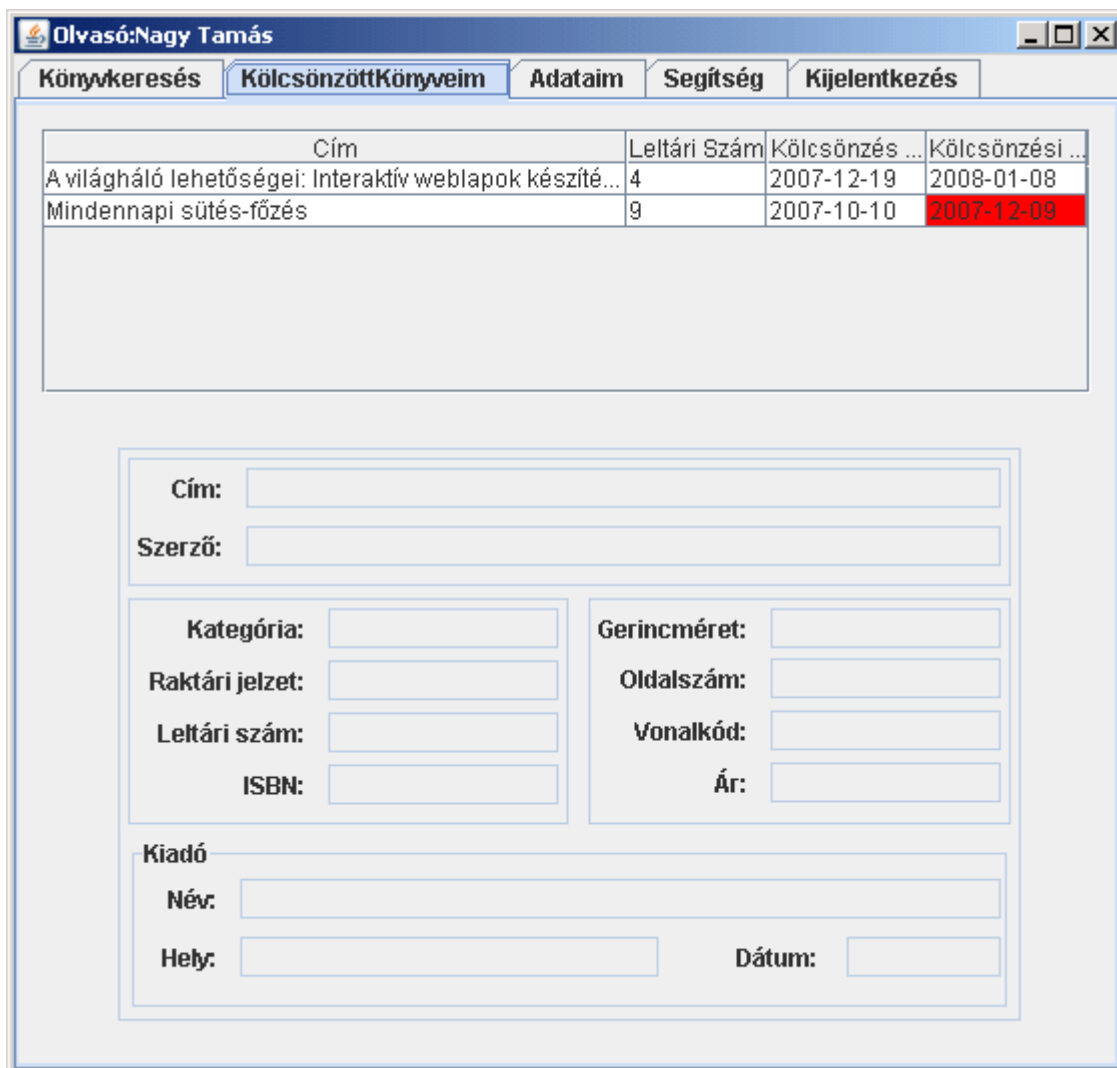 Olvasó:Nagy Tamás
Könyvkeresés KölcsönzöttKönyveim Adataim Segítség Kijelentkezés
Cím Leltári Szám Kölcsönzés ... Kölcsönzési ...
A világháló lehetőségei: Interaktív weblapok készíté... 4 2007-12-19 2008-01-08
Mindennapi sütés-főzés 9 2007-10-10 2007-12-09
Cím:
Szerző:
Kategória: Gerincméret:
Raktári jelzet: Oldalszám:
Leltári szám: Vonalkód:
ISBN: Ár:
Kiadó
Név:
Hely: Dátum: